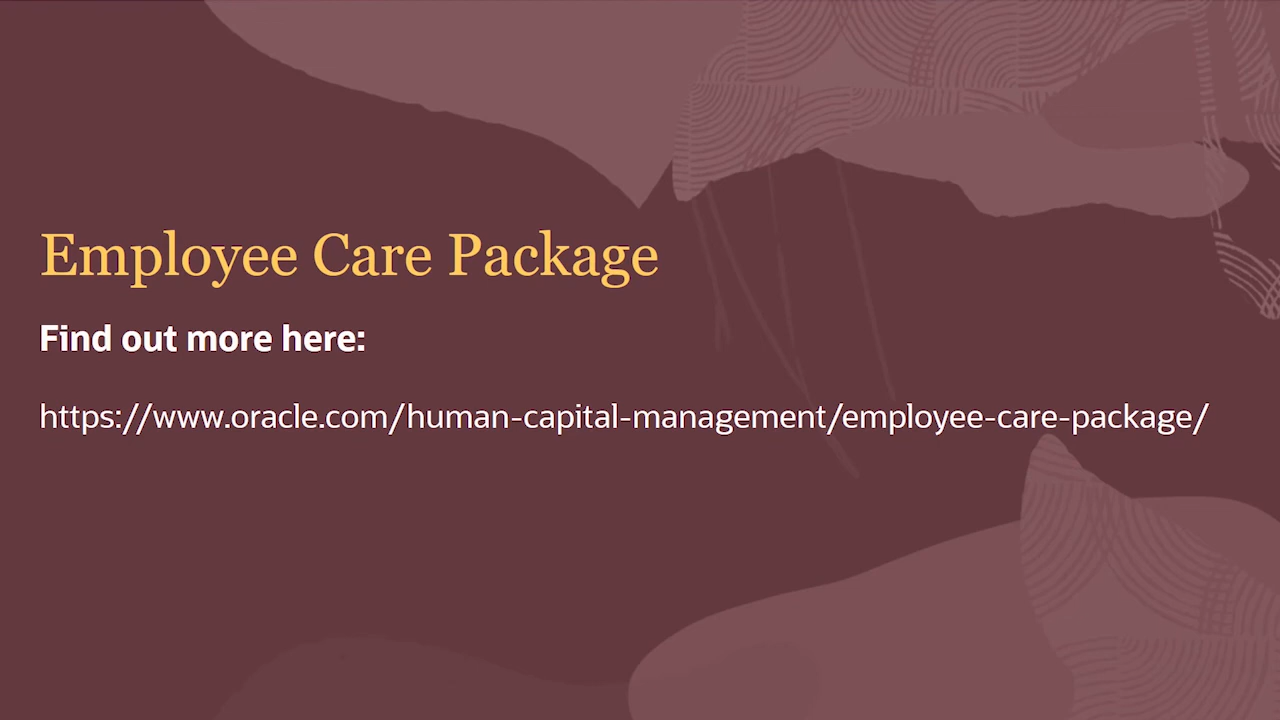 Employee Care Package
Find out more here:
https://www.oracle.com/human-capital-management/employee-care-package/